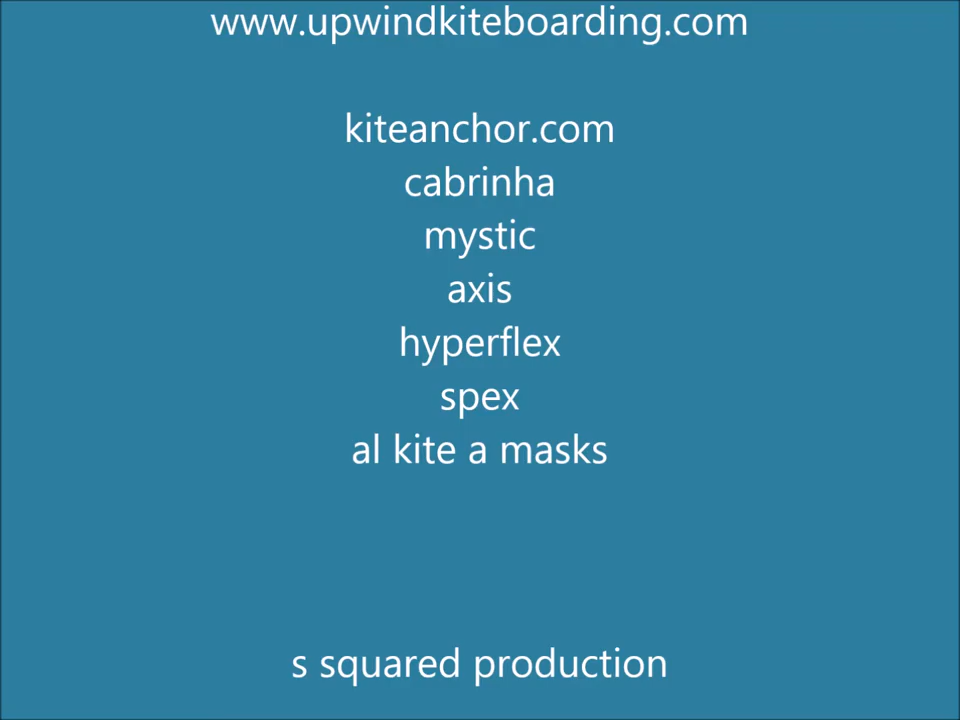 www.upwindkiteboarding.com
kiteanchor.com
cabrinha
mystic
axis
hyperflex
spex
al kite a masks
s squared production